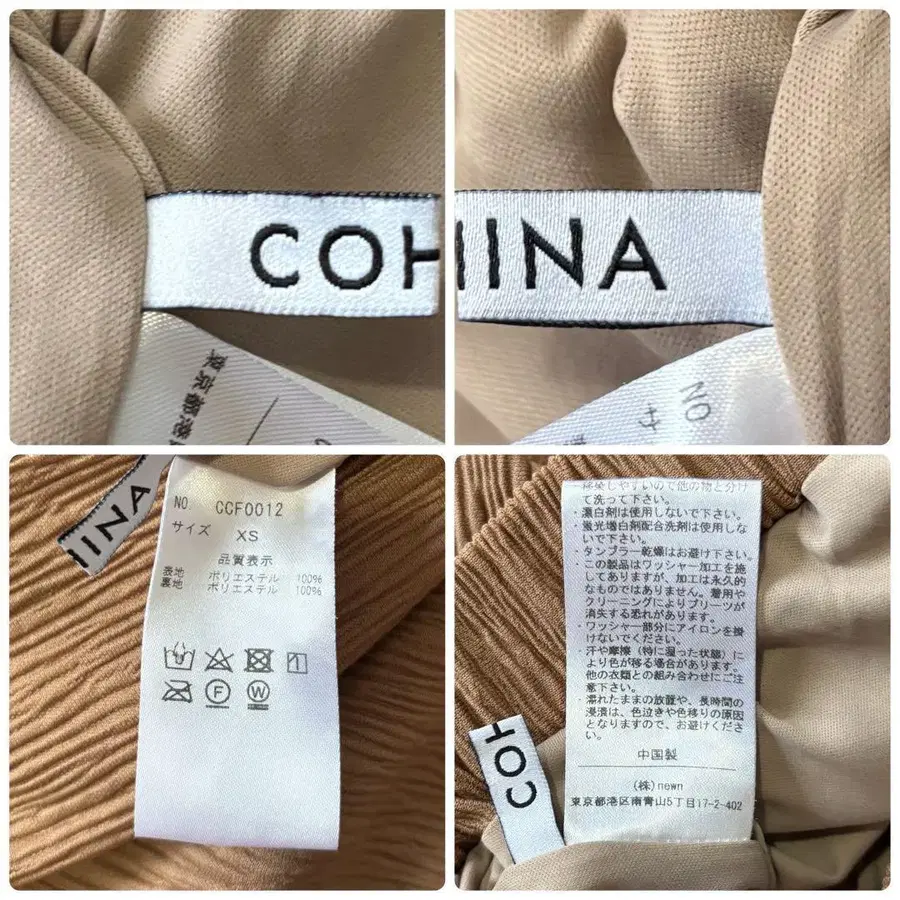 COH
東京都港
HINA
NO
サ
HINA
NO CCF0012
サイズ XS
品質表示
表地 ポリエステル 100%
裏地 ポリエステル 100%
F
W
・移染しやすいので他の物と分け
て洗って下さい。
・漂白剤は使用しないで下さい。
・蛍光増白剤配合洗剤は使用しな
いで下さい。
・タンブラー乾燥はお避け下さい。
・この製品はワッシャー加工を施
してありますが、加工は永久的
なものではありません。着用や
クリーニングによりプリーツが
消失する恐れがあります。
・ワッシャー部分にアイロンを掛
けないでください。
・汗や摩擦（特に湿った状態）に
より色が移る場合があります。
他の衣類との組み合わせにご注
意下さい。
・濡れたままの放置や、長時間の
浸漬は、色泣きや色移りの原因
となりますので、お避けくださ
い。
中国製
(株)newn
東京都港区南青山5丁目17-2-402
COH